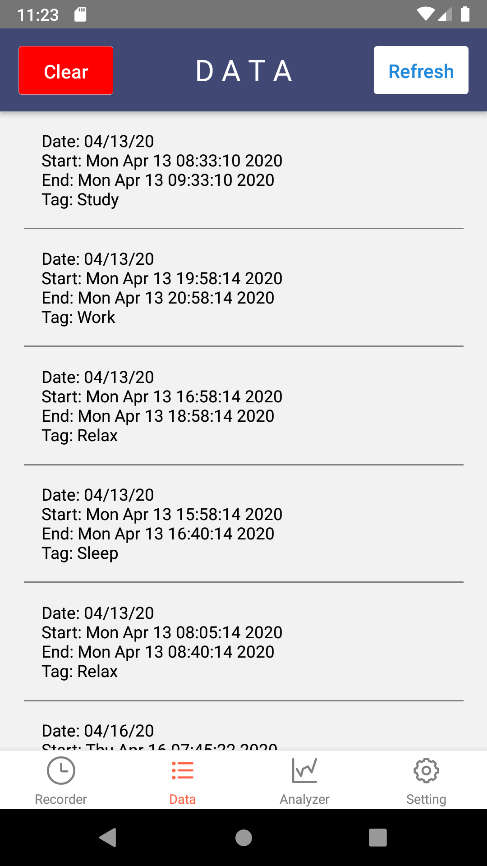 11:23
Clear
DATA
Refresh
Date: 04/13/20
Start: Mon Apr 13 08:33:10 2020
End: Mon Apr 13 09:33:10 2020
Tag: Study
Date: 04/13/20
Start: Mon Apr 13 19:58:14 2020
End: Mon Apr 13 20:58:14 2020
Tag: Work
Date: 04/13/20
Start: Mon Apr 13 16:58:14 2020
End: Mon Apr 13 18:58:14 2020
Tag: Relax
Date: 04/13/20
Start: Mon Apr 13 15:58:14 2020
End: Mon Apr 13 16:40:14 2020
Tag: Sleep
Date: 04/13/20
Start: Mon Apr 13 08:05:14 2020
End: Mon Apr 13 08:40:14 2020
Tag: Relax
Date: 04/16/20
Start: Thu Apr 16 07:45:22 2020
Recorder
Data
Analyzer
Setting